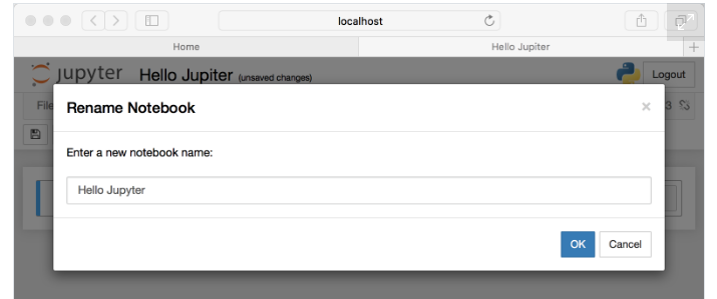 localhost
Home
Hello Jupiter
+
jupyter Hello Jupiter (unsaved changes)
Logout
File
3
Rename Notebook
×
Enter a new notebook name:
Hello Jupyter
OK
Cancel